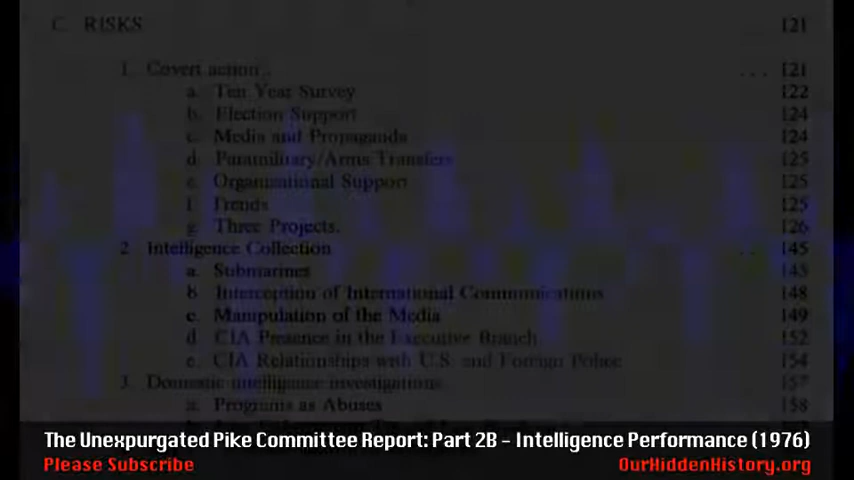 C. RISKS 121
1. Covert action.. ... 121
a. Ten Year Survey 122
b. Election Support 124
c. Media and Propaganda 124
d. Paramilitary/Arms Transfers 125
e. Organizational Support 125
f. Trends 125
g. Three Projects. 126
2. Intelligence Collection .. 145
a. Submarines 145
b. Interception of International Communications 148
c. Manipulation of the Media 149
d. CIA Presence in the Executive Branch 152
e. CIA Relationships with U.S. and Foreign Police 154
3. Domestic intelligence investigations 157
a. Programs as Abuses 158
The Unexpurgated Pike Committee Report: Part 2B - Intelligence Performance (1976)
Please Subscribe OurHiddenHistory.org